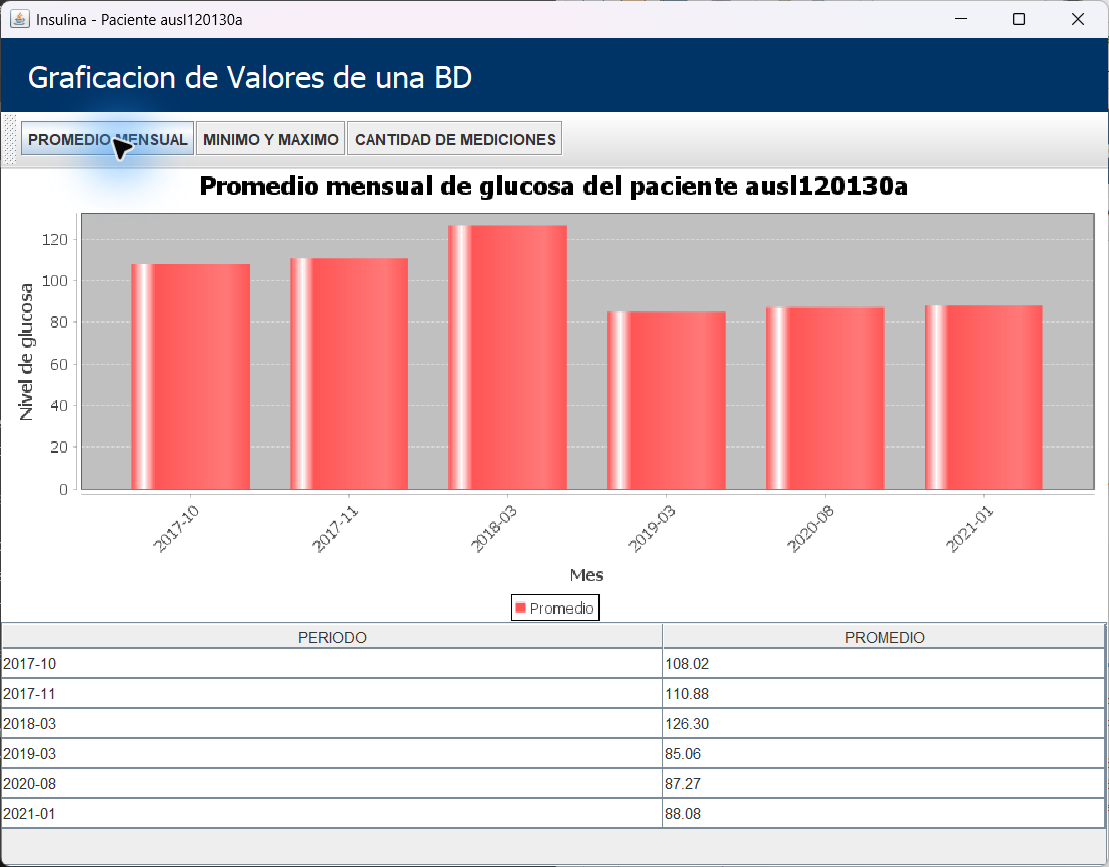 Insulina - Paciente ausl120130a
Graficacion de Valores de una BD
PROMEDIO MENSUAL MINIMO Y MAXIMO CANTIDAD DE MEDICIONES
Promedio mensual de glucosa del paciente ausl120130a
Nivel de glucosa
120
100
80
60
40
20
0
2017-10 2017-11 2018-03 2019-03 2020-08 2021-01
Mes
Promedio
PERIODO PROMEDIO
2017-10 108.02
2017-11 110.88
2018-03 126.30
2019-03 85.06
2020-08 87.27
2021-01 88.08